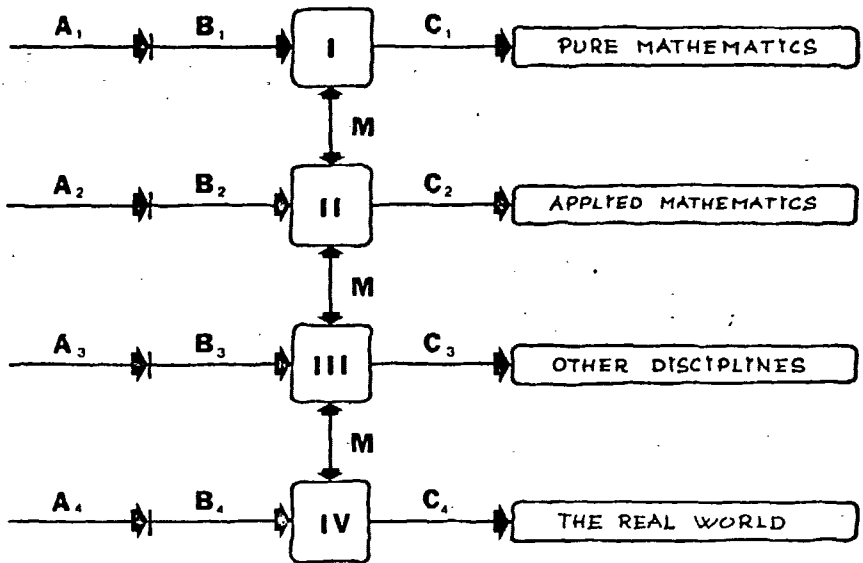 A₁ B₁ I C₁ PURE MATHEMATICS
M
A₂ B₂ II C₂ APPLIED MATHEMATICS
M
A₃ B₃ III C₃ OTHER DISCIPLINES
M
A₄ B₄ IV C₄ THE REAL WORLD